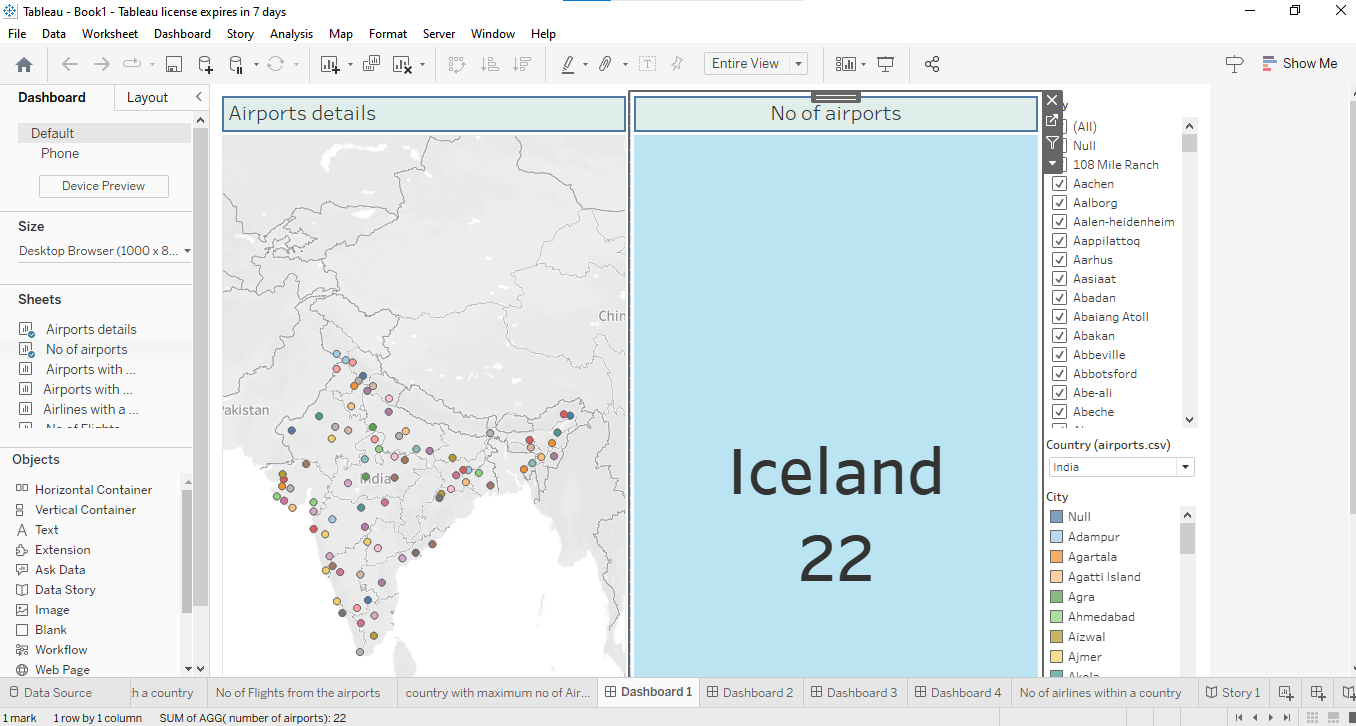 Tableau - Book1 - Tableau license expires in 7 days
File Data Worksheet Dashboard Story Analysis Map Format Server Window Help
Entire View
Show Me
Dashboard
Layout
Default
Phone
Device Preview
Size
Desktop Browser (1000 x 8...
Sheets
Airports details
No of airports
Airports with ...
Airports with ...
Airlines with a ...
No of Flights
Objects
Horizontal Container
Vertical Container
Text
Extension
Ask Data
Data Story
Image
Blank
Workflow
Web Page
Airports details
Chin
akistan
India
No of airports
Iceland
22
y
(All)
Null
108 Mile Ranch
Aachen
Aalborg
Aalen-heidenheim
Aappilattoq
Aarhus
Aasiaat
Abadan
Abaiang Atoll
Abakan
Abbeville
Abbotsford
Abe-ali
Abeche
Country (airports.csv)
India
City
Null
Adampur
Agartala
Agatti Island
Agra
Ahmedabad
Aizwal
Ajmer
Akola
Data Source
h a country
No of Flights from the airports
country with maximum no of Air...
Dashboard 1
Dashboard 2
Dashboard 3
Dashboard 4
No of airlines within a country
Story 1
1 mark 1 row by 1 column SUM of AGG( number of airports): 22